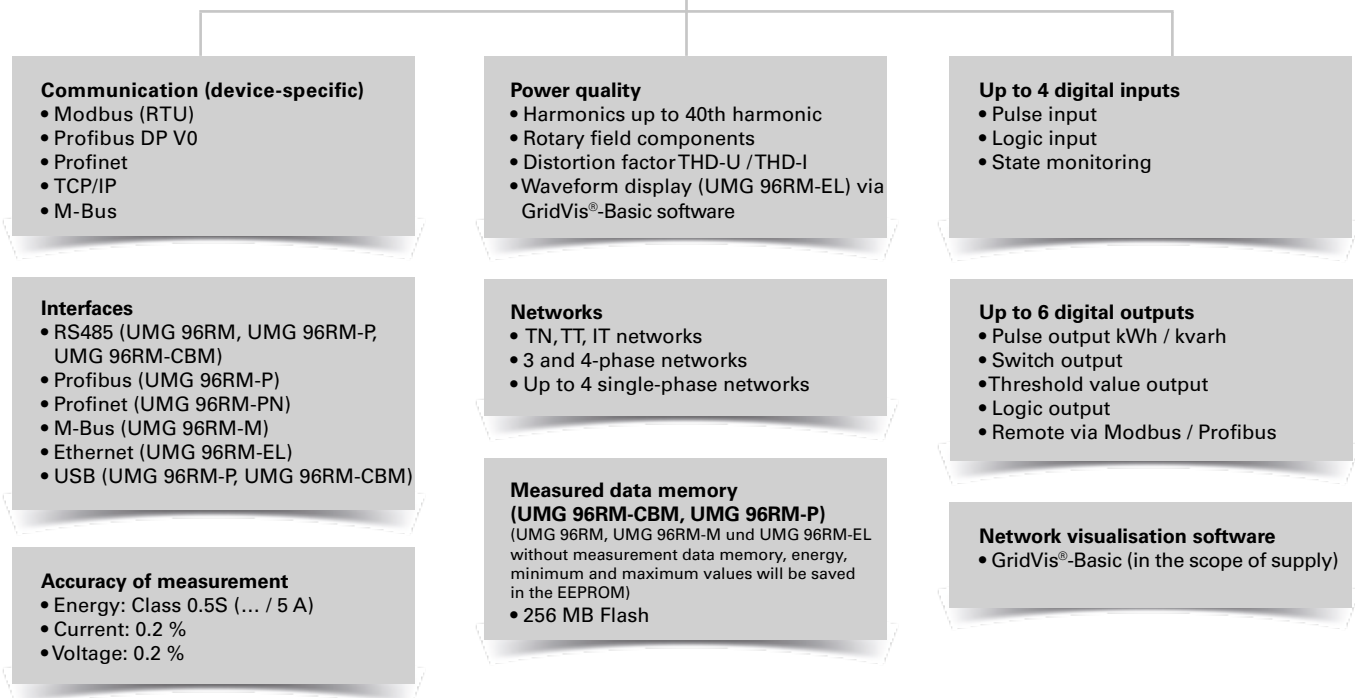 Communication (device-specific)
• Modbus (RTU)
• Profibus DP V0
• Profinet
• TCP/IP
• M-Bus
Interfaces
• RS485 (UMG 96RM, UMG 96RM-P,
UMG 96RM-CBM)
• Profibus (UMG 96RM-P)
• Profinet (UMG 96RM-PN)
• M-Bus (UMG 96RM-M)
• Ethernet (UMG 96RM-EL)
• USB (UMG 96RM-P, UMG 96RM-CBM)
Accuracy of measurement
• Energy: Class 0.5S (… / 5 A)
• Current: 0.2 %
• Voltage: 0.2 %
Power quality
• Harmonics up to 40th harmonic
• Rotary field components
• Distortion factor THD-U / THD-I
• Waveform display (UMG 96RM-EL) via
GridVis®-Basic software
Networks
• TN, TT, IT networks
• 3 and 4-phase networks
• Up to 4 single-phase networks
Measured data memory
(UMG 96RM-CBM, UMG 96RM-P)
(UMG 96RM, UMG 96RM-M und UMG 96RM-EL
without measurement data memory, energy,
minimum and maximum values will be saved
in the EEPROM)
• 256 MB Flash
Up to 4 digital inputs
• Pulse input
• Logic input
• State monitoring
Up to 6 digital outputs
• Pulse output kWh / kvarh
• Switch output
• Threshold value output
• Logic output
• Remote via Modbus / Profibus
Network visualisation software
• GridVis®-Basic (in the scope of supply)